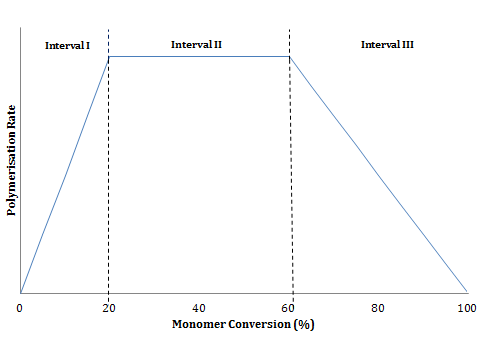 Interval I
Interval II
Interval III
Polymerisation Rate
0
20
40
60
80
100
Monomer Conversion (%)